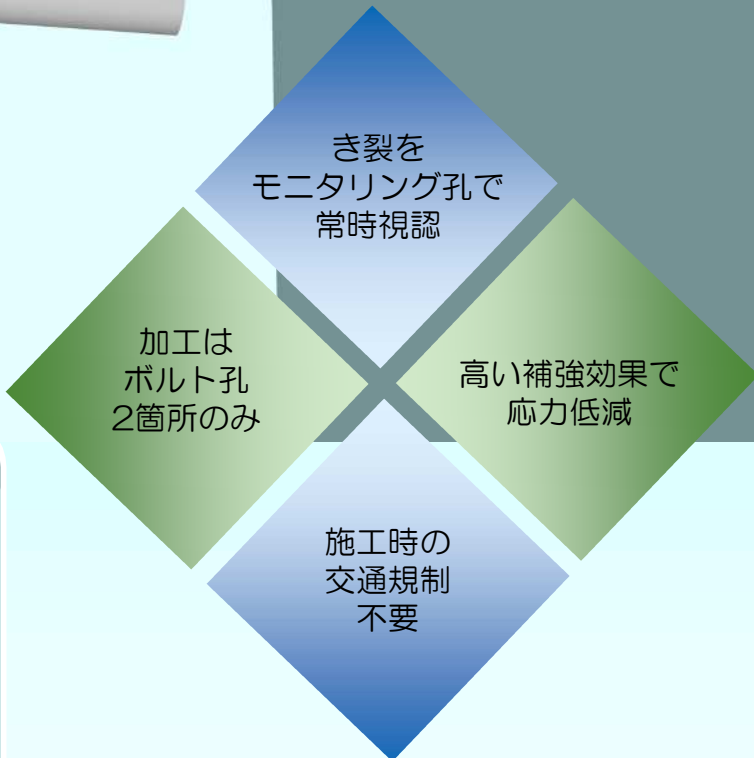 き裂を
モニタリング孔で
常時視認
加工は
ボルト孔
2箇所のみ
高い補強効果で
応力低減
施工時の
交通規制
不要